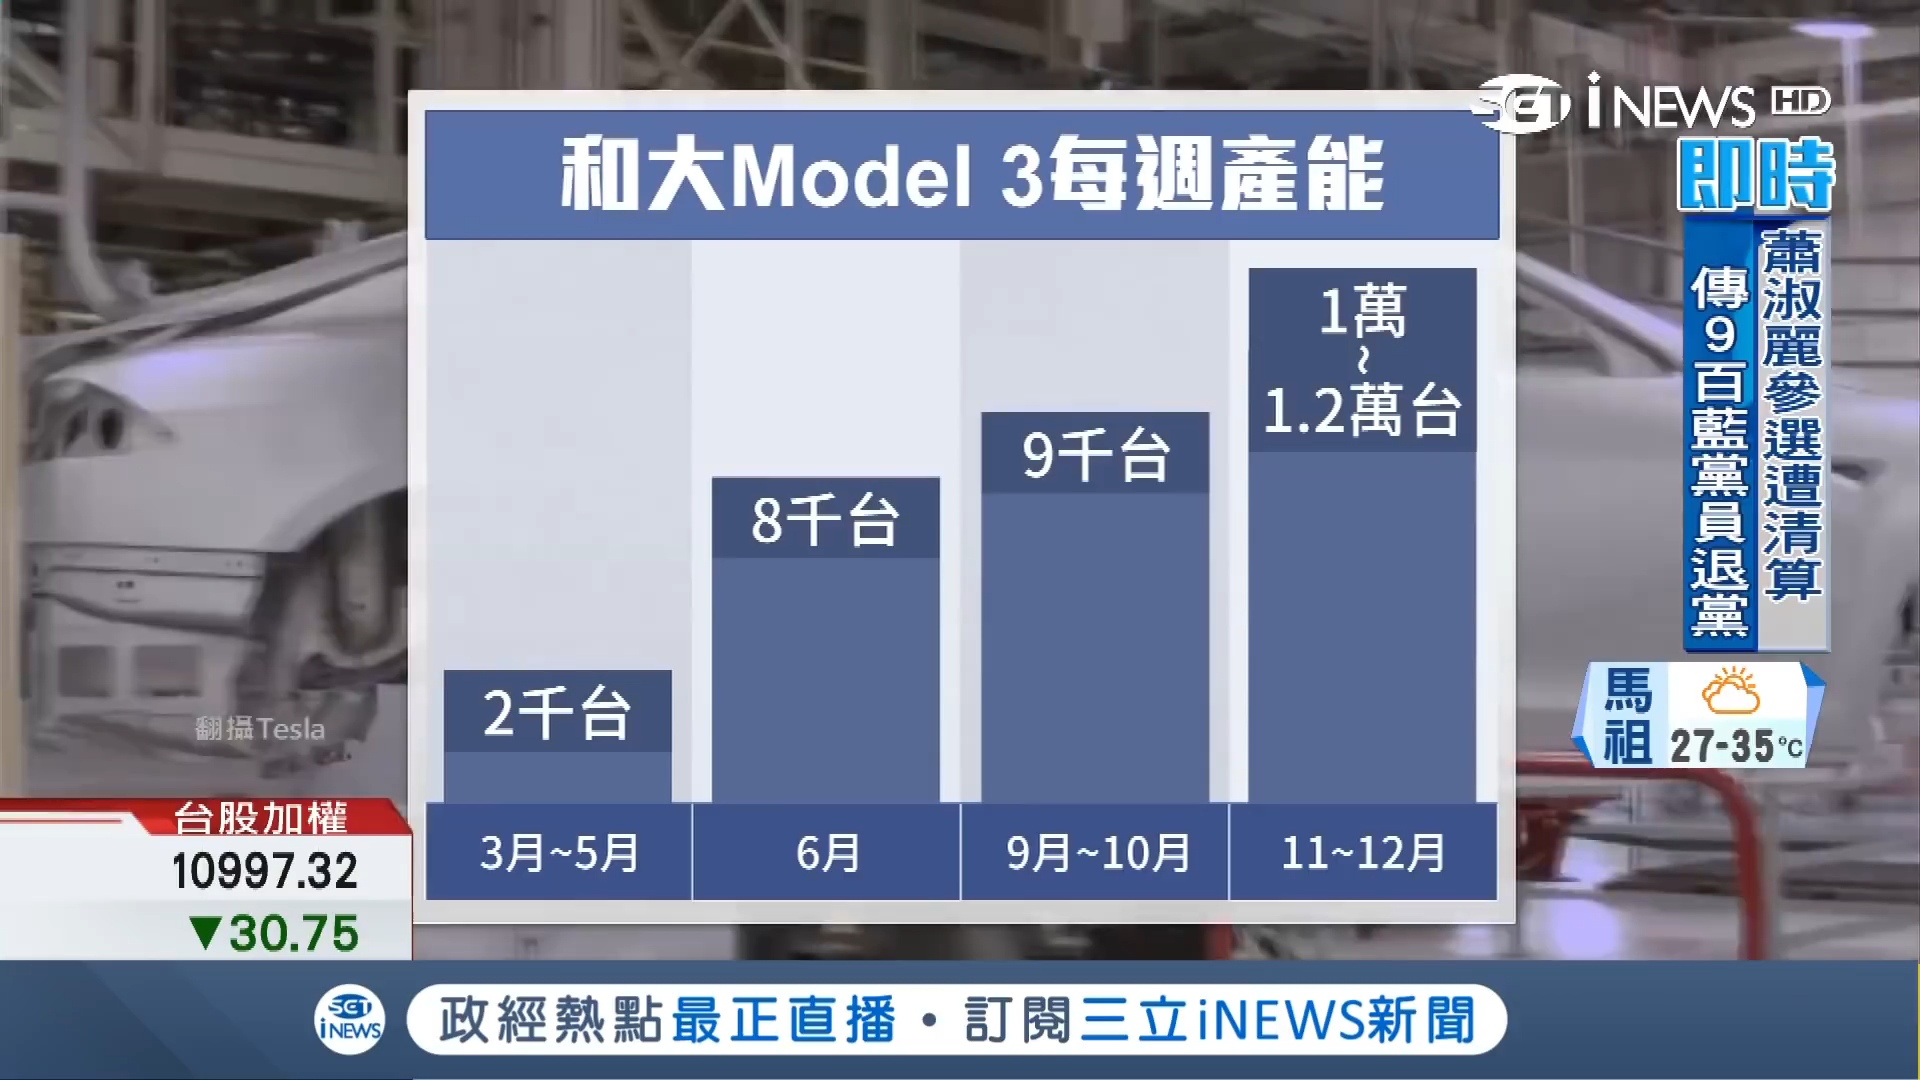 SET iNEWS HD
即時
和大Model 3每週產能
蕭淑麗參選遭清算
傳9百藍黨員退黨
1萬
~
1.2萬台
9千台
8千台
2千台
3月~5月
6月
9月~10月
11~12月
馬祖
27-35°C
翻攝Tesla
台股加權
10997.32
▼30.75
SET
iNEWS
政經熱點最正直播・訂閱三立iNEWS新聞